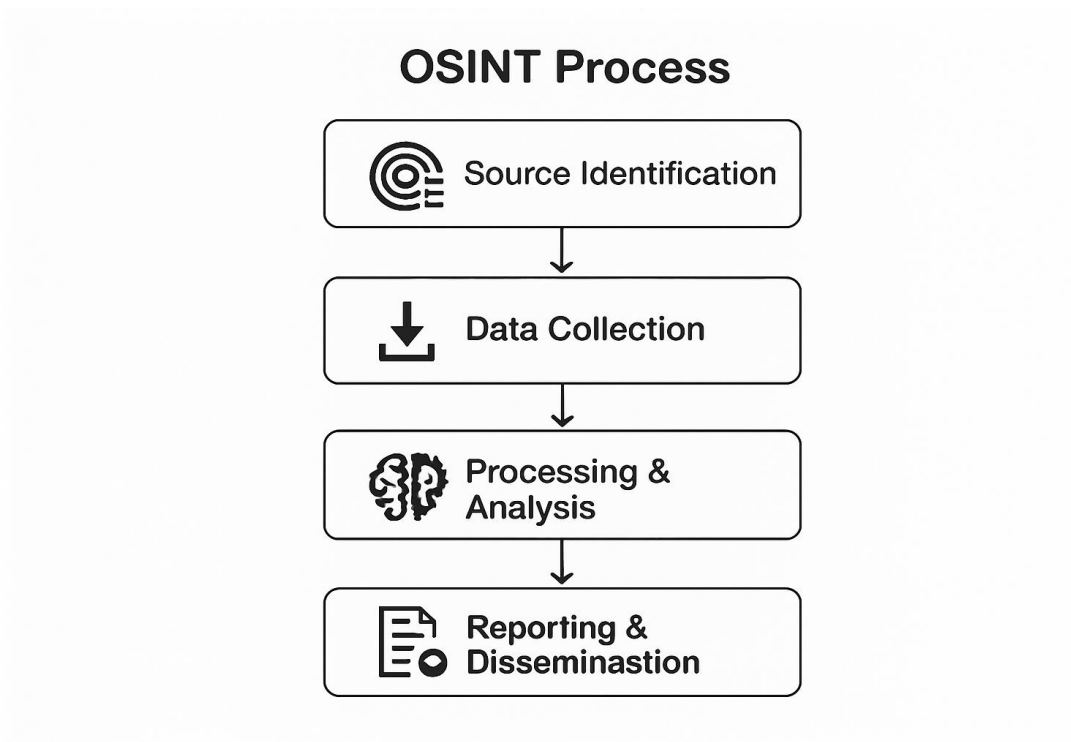 OSINT Process
Source Identification
Data Collection
Processing &
Analysis
Reporting &
Disseminastion